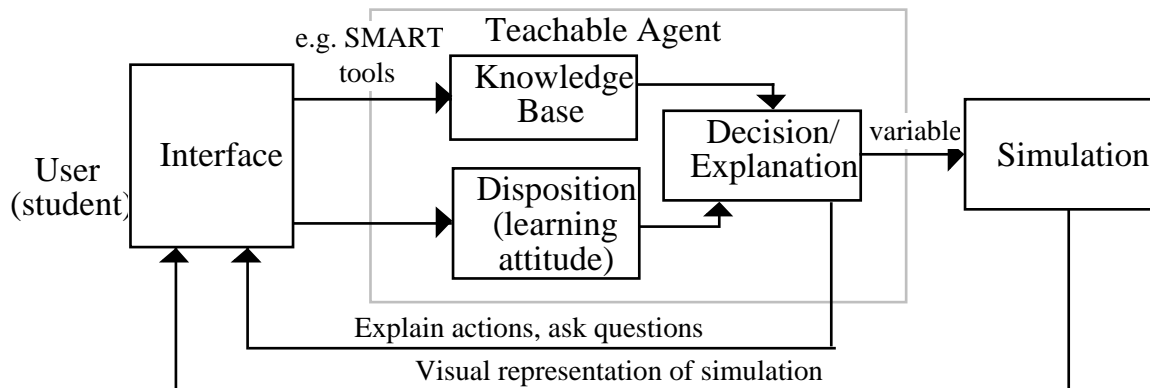 Teachable Agent
e.g. SMART
tools
Knowledge
Base
Decision/
Explanation
variable
Simulation
Interface
User
(student)
Disposition
(learning
attitude)
Explain actions, ask questions
Visual representation of simulation